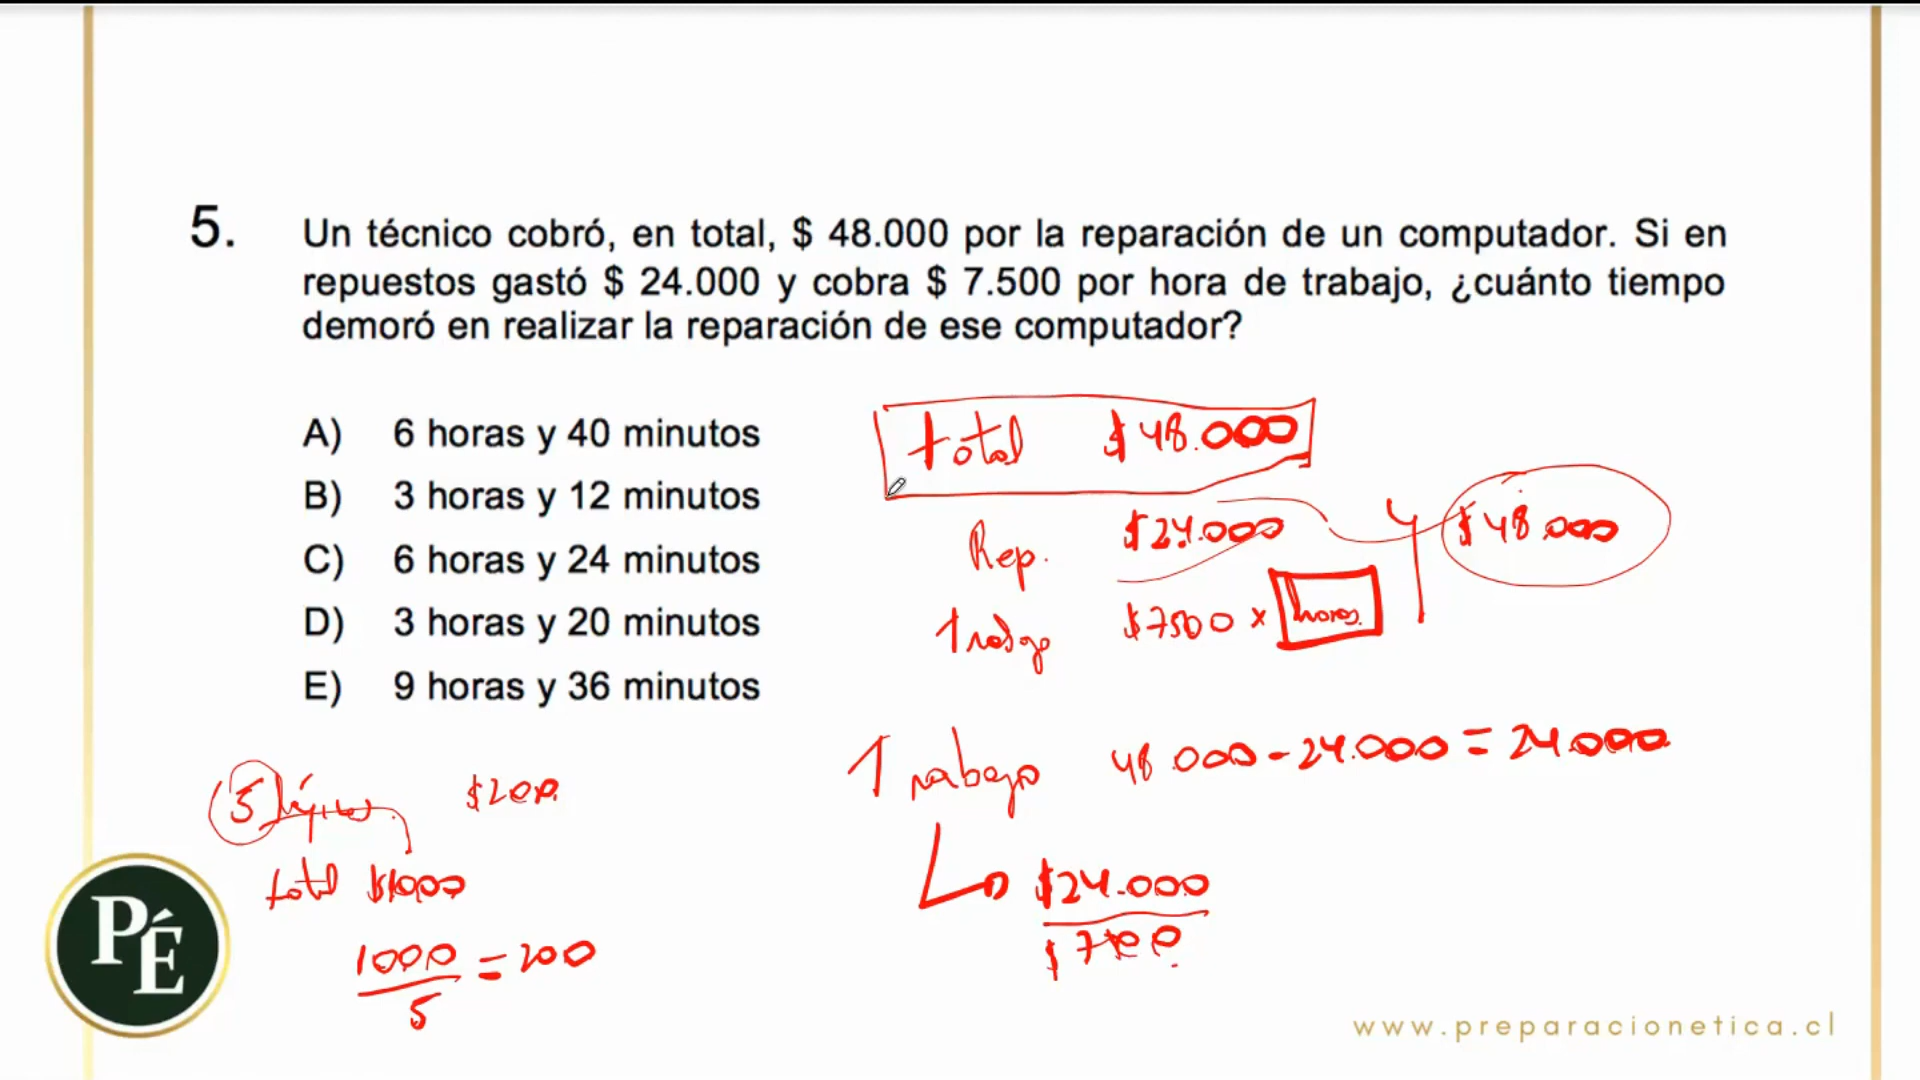 5. Un técnico cobró, en total, $ 48.000 por la reparación de un computador. Si en
repuestos gastó $ 24.000 y cobra $ 7.500 por hora de trabajo, ¿cuánto tiempo
demoró en realizar la reparación de ese computador?
A) 6 horas y 40 minutos
B) 3 horas y 12 minutos
C) 6 horas y 24 minutos
D) 3 horas y 20 minutos
E) 9 horas y 36 minutos
total $48.000
Rep. $24.000 $48.000
Trabajo $7500 x horas
Trabajo 48.000-24.000=24.000
$24.000
5 $200
total $1000
1000
5
=200
PÉ
www.preparacionetica.cl